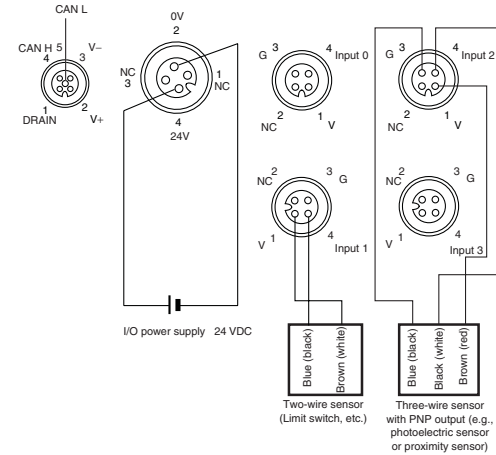 CAN L
CAN H 5 V–
4 3
1 2
DRAIN V+
0V
2
NC
3
1
NC
4
24V
I/O power supply 24 VDC
G 3 4 Input 0
2 1
NC V
NC 2 3 G
V 1 4
Input 1
G 3 4 Input 2
2 1
NC V
NC 2 3 G
V 1 4
Input 3
Blue (black)
Brown (white)
Two-wire sensor
(Limit switch, etc.)
Blue (black)
Black (white)
Brown (red)
Three-wire sensor
with PNP output (e.g.,
photoelectric sensor
or proximity sensor)